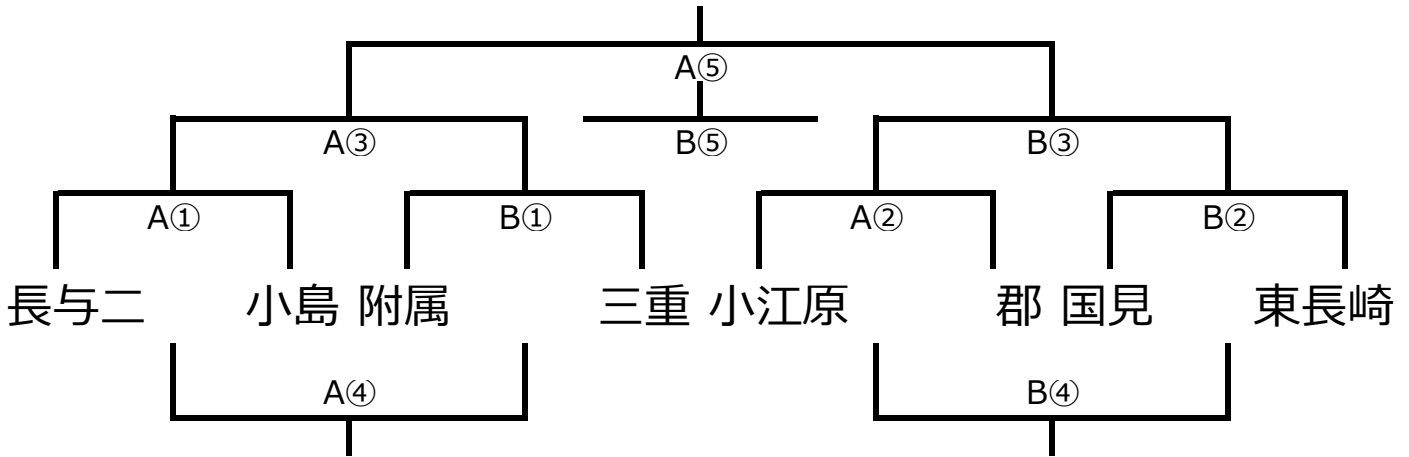 A⑤
A③ B⑤ B③
A① B① A② B②
長与二 小島 附属 三重 小江原 郡 国見 東長崎
A④ B④